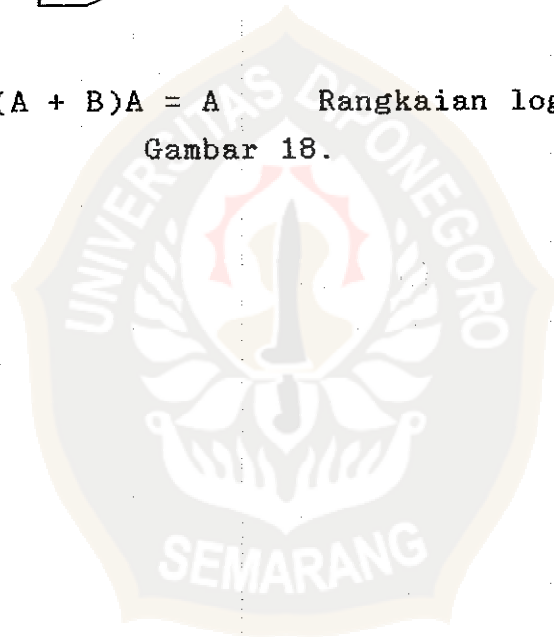 (A + B)A = A Rangkaian log
Gambar 18.
UNIVERSITAS DIPONEGORO
SEMARANG